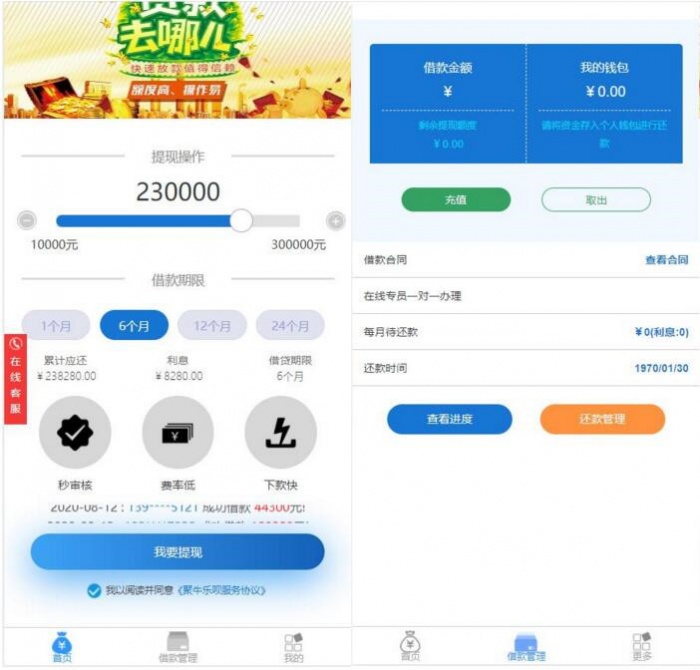 贷款
去哪儿
快速放款值得信赖
额度高、操作易
提现操作
230000
10000元
300000元
借款期限
1个月
6个月
12个月
24个月
在线客服
累计应还
¥238280.00
利息
¥8280.00
借贷期限
6个月
秒审核
费率低
下款快
2020-08-12 : 139****5121 成功借款 44300元!
我要提现
我以阅读并同意《聚牛乐呗服务协议》
首页
借款管理
我的
借款金额
¥
剩余提现额度
¥0.00
我的钱包
¥0.00
请将资金存入个人钱包进行还
款
充值
取出
借款合同
查看合同
在线专员一对一办理
每月待还款
¥0(利息:0)
还款时间
1970/01/30
查看进度
还款管理
首页
借款管理
更多